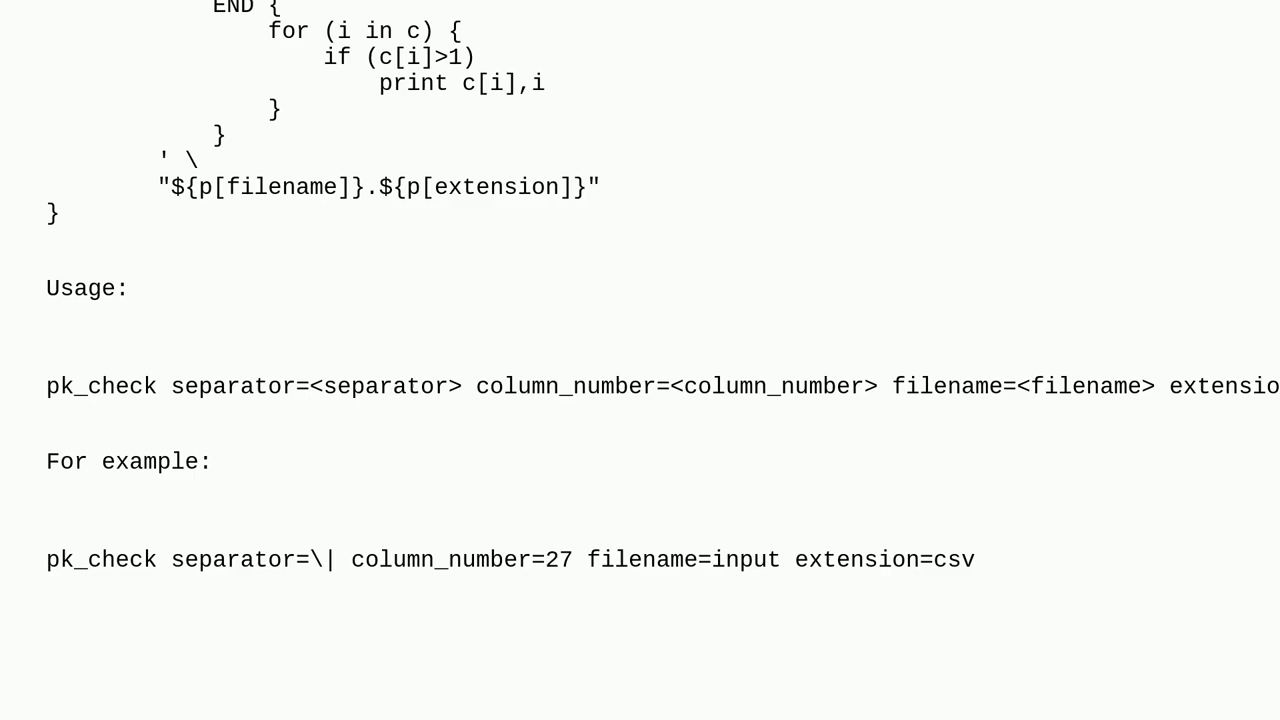 END {
for (i in c) {
if (c[i]>1)
print c[i],i
}
}
' \
"${p[filename]}.${p[extension]}"
}
Usage:
pk_check separator=<separator> column_number=<column_number> filename=<filename> extensio
For example:
pk_check separator=\| column_number=27 filename=input extension=csv